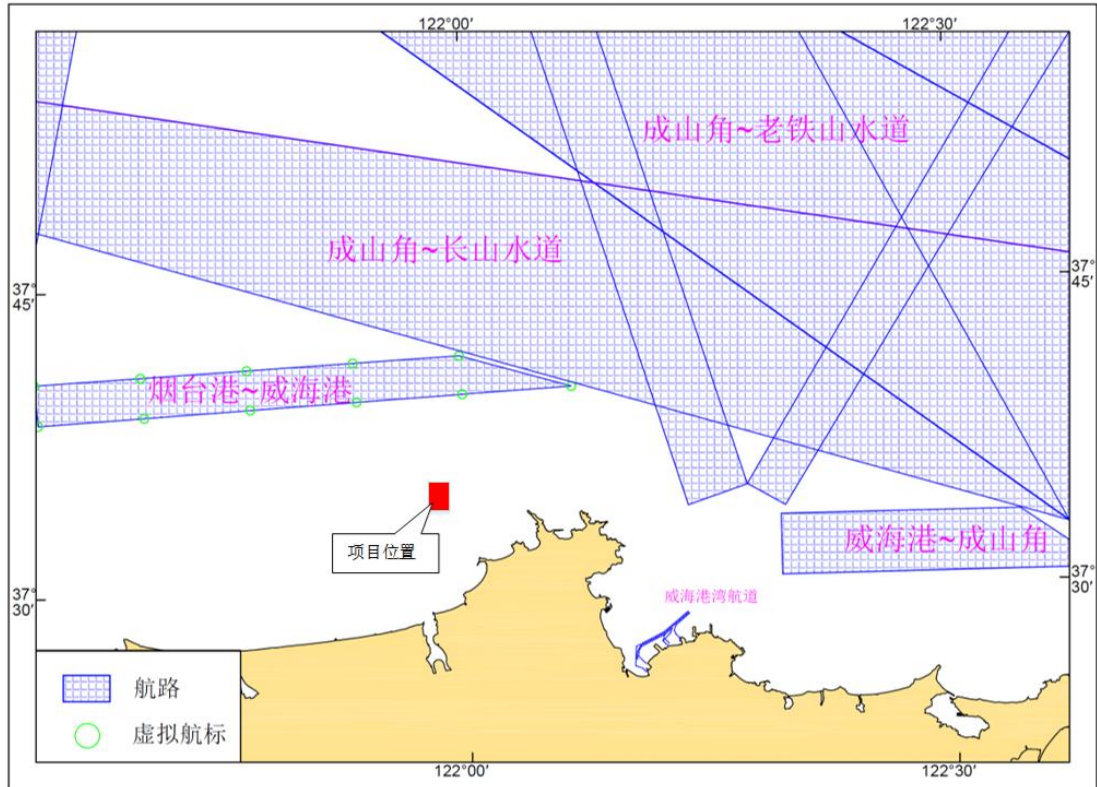 122°00′
122°30′
成山角~老铁山水道
成山角~长山水道
37°
45′
37°
45′
烟台港~威海港
项目位置
威海港~成山角
37°
30′
37°
30′
威海港湾航道
航路
虚拟航标
122°00′
122°30′